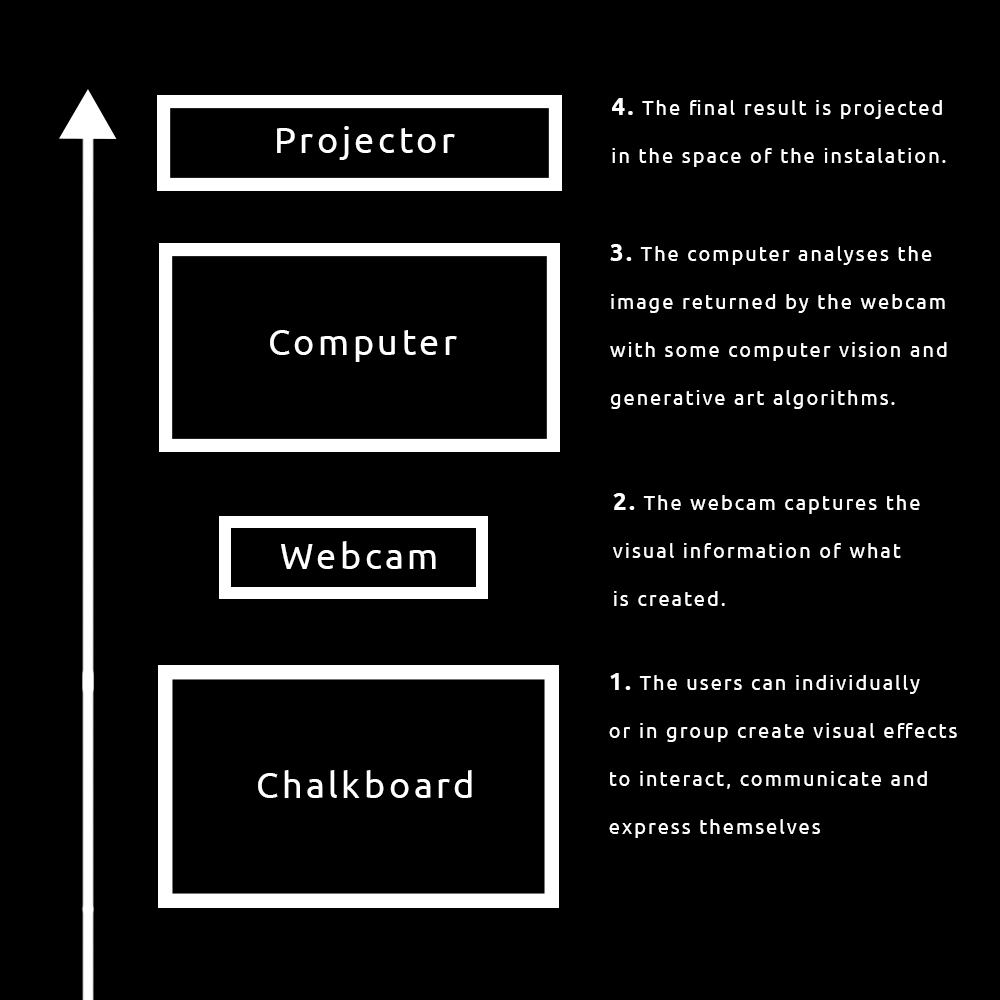 Projector
4. The final result is projected
in the space of the instalation.
Computer
3. The computer analyses the
image returned by the webcam
with some computer vision and
generative art algorithms.
Webcam
2. The webcam captures the
visual information of what
is created.
Chalkboard
1. The users can individually
or in group create visual effects
to interact, communicate and
express themselves